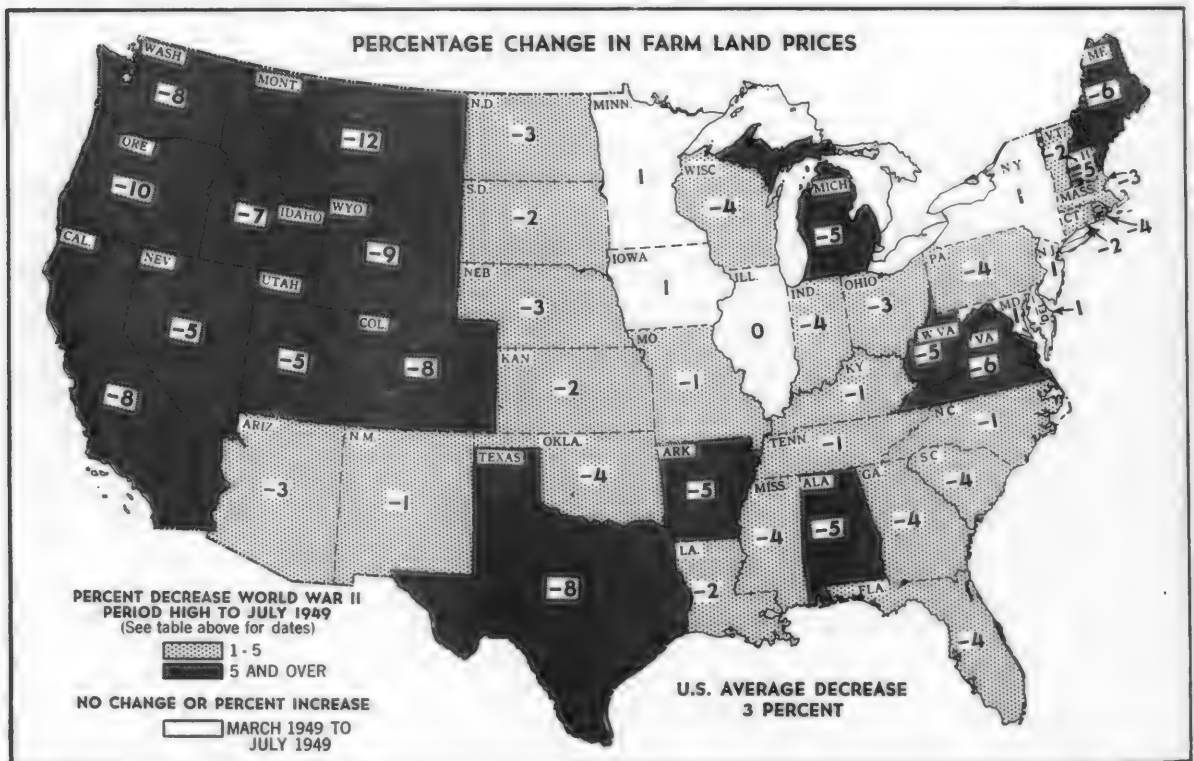 PERCENTAGE CHANGE IN FARM LAND PRICES
WASH
-8
MONT
-12
ORE
-10
-7
IDAHO
WYO
-9
CAL.
-8
NEV
-5
UTAH
-5
COL.
-8
ARIZ
-3
N.M.
-1
N.D
-3
S.D.
-2
NEB
-3
KAN
-2
OKLA.
-4
TEXAS
-8
MINN.
1
IOWA
1
MO
-1
ARK
-5
LA.
-2
WISC
-4
ILL.
0
MICH
-5
IND
-4
OHIO
-3
KY
-1
TENN
-1
MISS
-4
ALA
-5
GA
-4
FLA
-4
S.C
-4
N.C.
-1
VA
-6
W VA
-5
MD
1
DEL
-1
PA.
-4
1
N Y
1
VT
-2
-5
ME.
-6
MASS
-3
CT
-4
-2
PERCENT DECREASE WORLD WAR II
PERIOD HIGH TO JULY 1949
(See table above for dates)
1 - 5
5 AND OVER
NO CHANGE OR PERCENT INCREASE
MARCH 1949 TO
JULY 1949
U.S. AVERAGE DECREASE
3 PERCENT